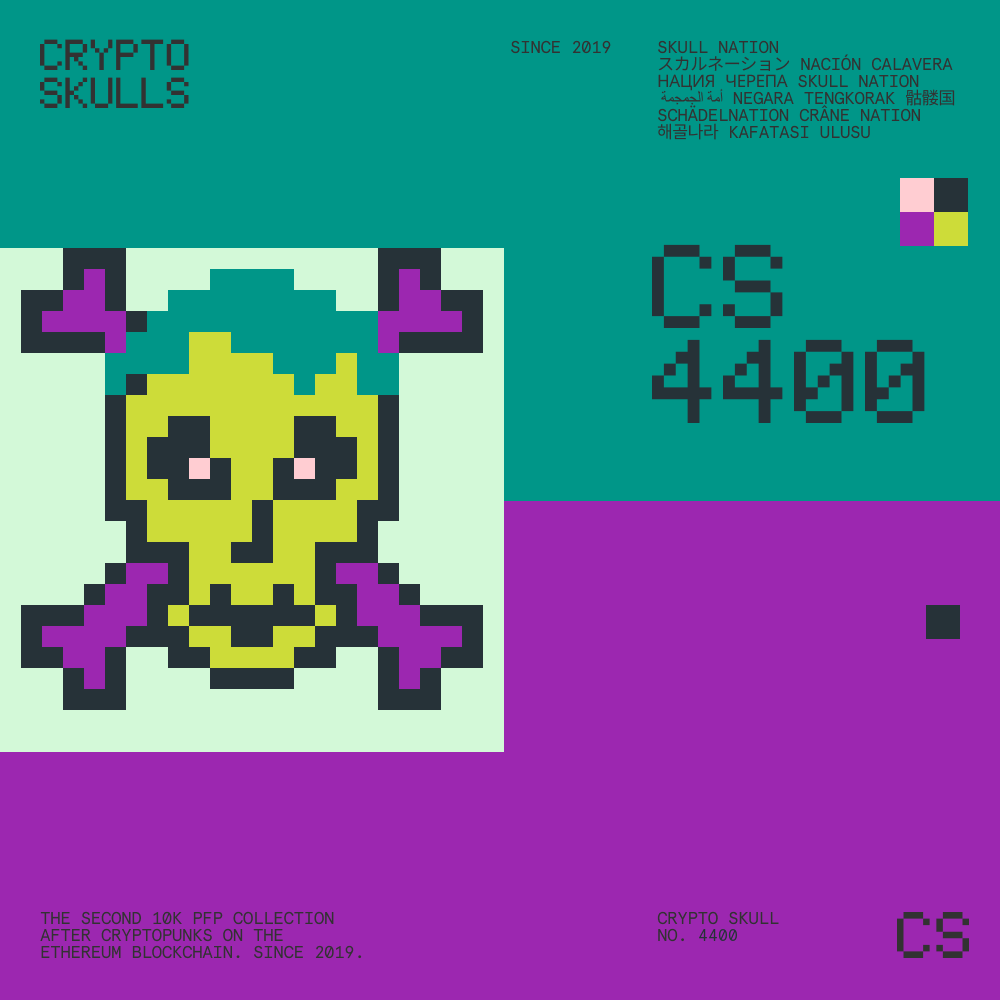 CRYPTO
SKULLS
SINCE 2019
SKULL NATION
スカルネーション NACIÓN CALAVERA
НАЦИЯ ЧЕРЕПА SKULL NATION
أمة الجمجمة NEGARA TENGKORAK 骷髅国
SCHÄDELNATION CRÂNE NATION
해골나라 KAFATASI ULUSU
CS
4400
THE SECOND 10K PFP COLLECTION
AFTER CRYPTOPUNKS ON THE
ETHEREUM BLOCKCHAIN. SINCE 2019.
CRYPTO SKULL
NO. 4400
CS